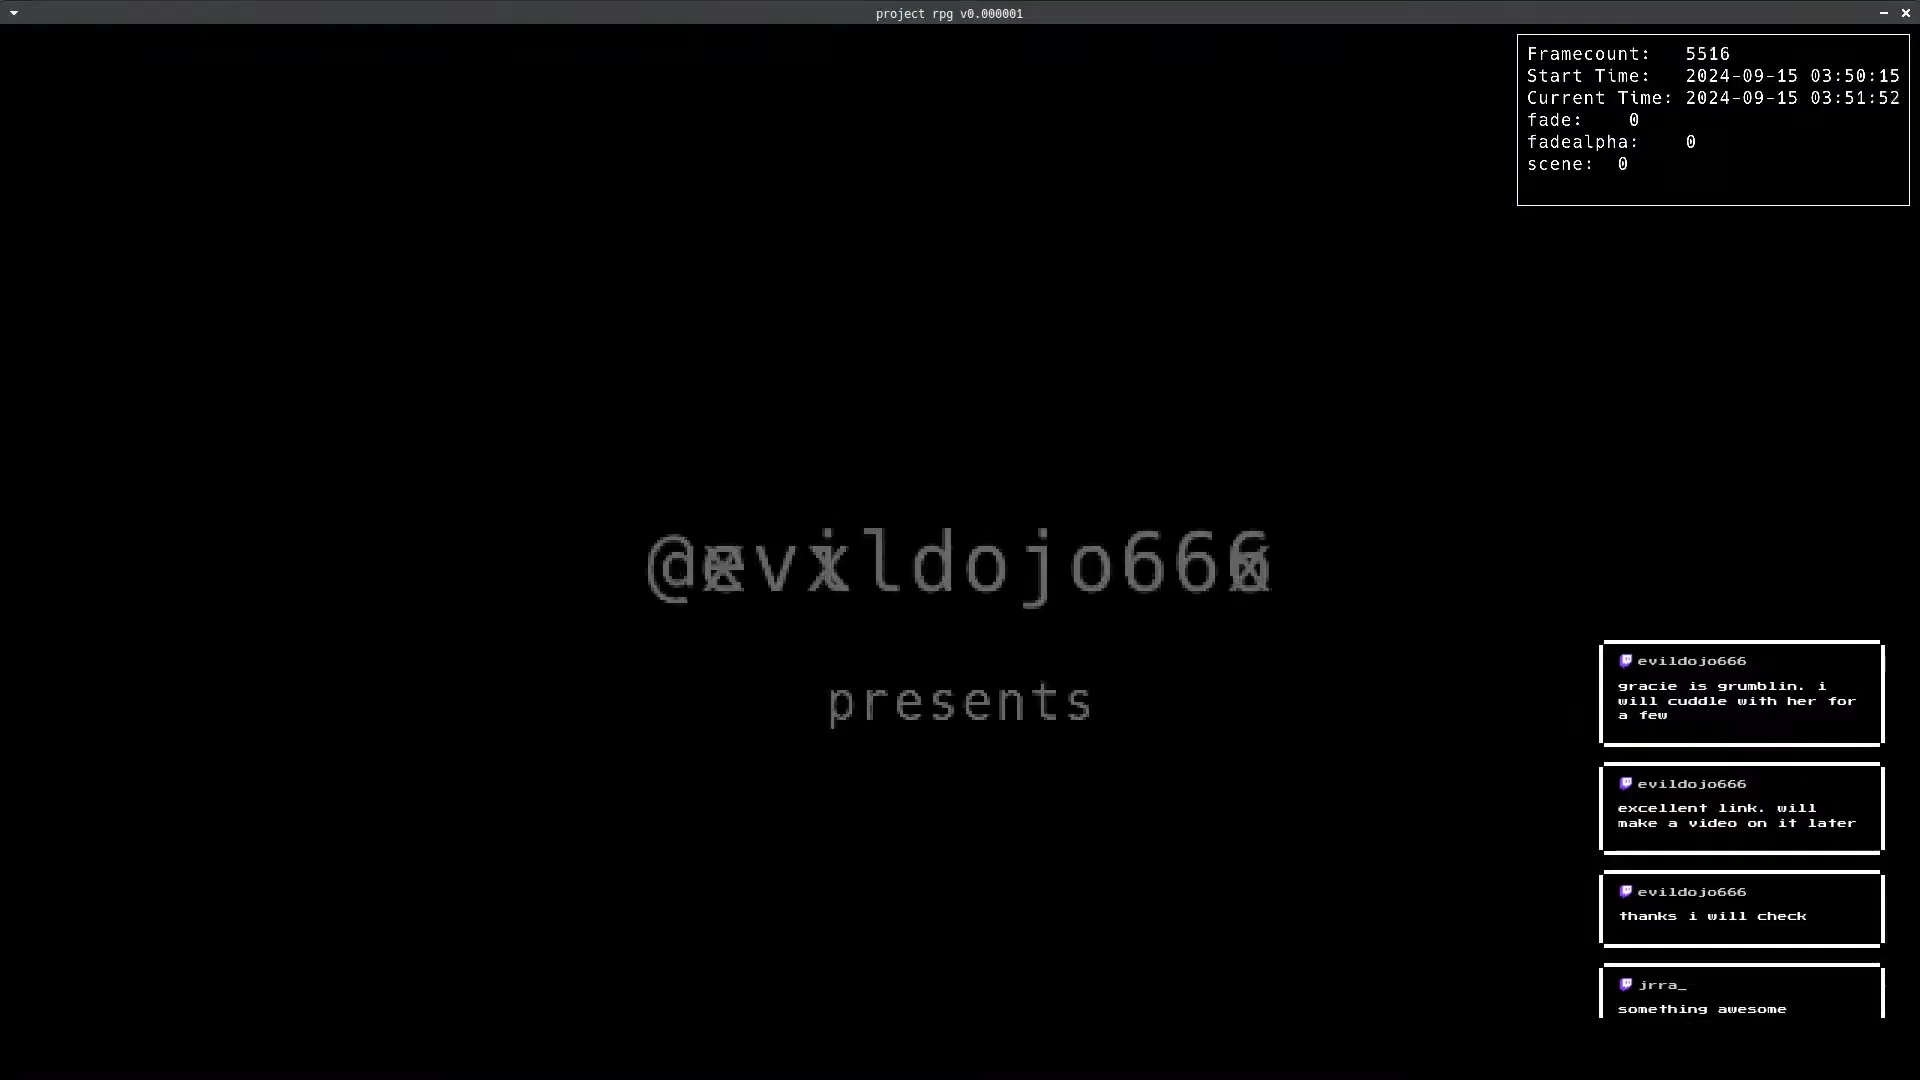 project rpg v0.000001
Framecount: 5516
Start Time: 2024-09-15 03:50:15
Current Time: 2024-09-15 03:51:52
fade: 0
fadealpha: 0
scene: 0
@evildojo666
presents
evildojo666
gracie is grumblin. i
will cuddle with her for
a few
evildojo666
excellent link. will
make a video on it later
evildojo666
thanks i will check
jrra_
something awesome